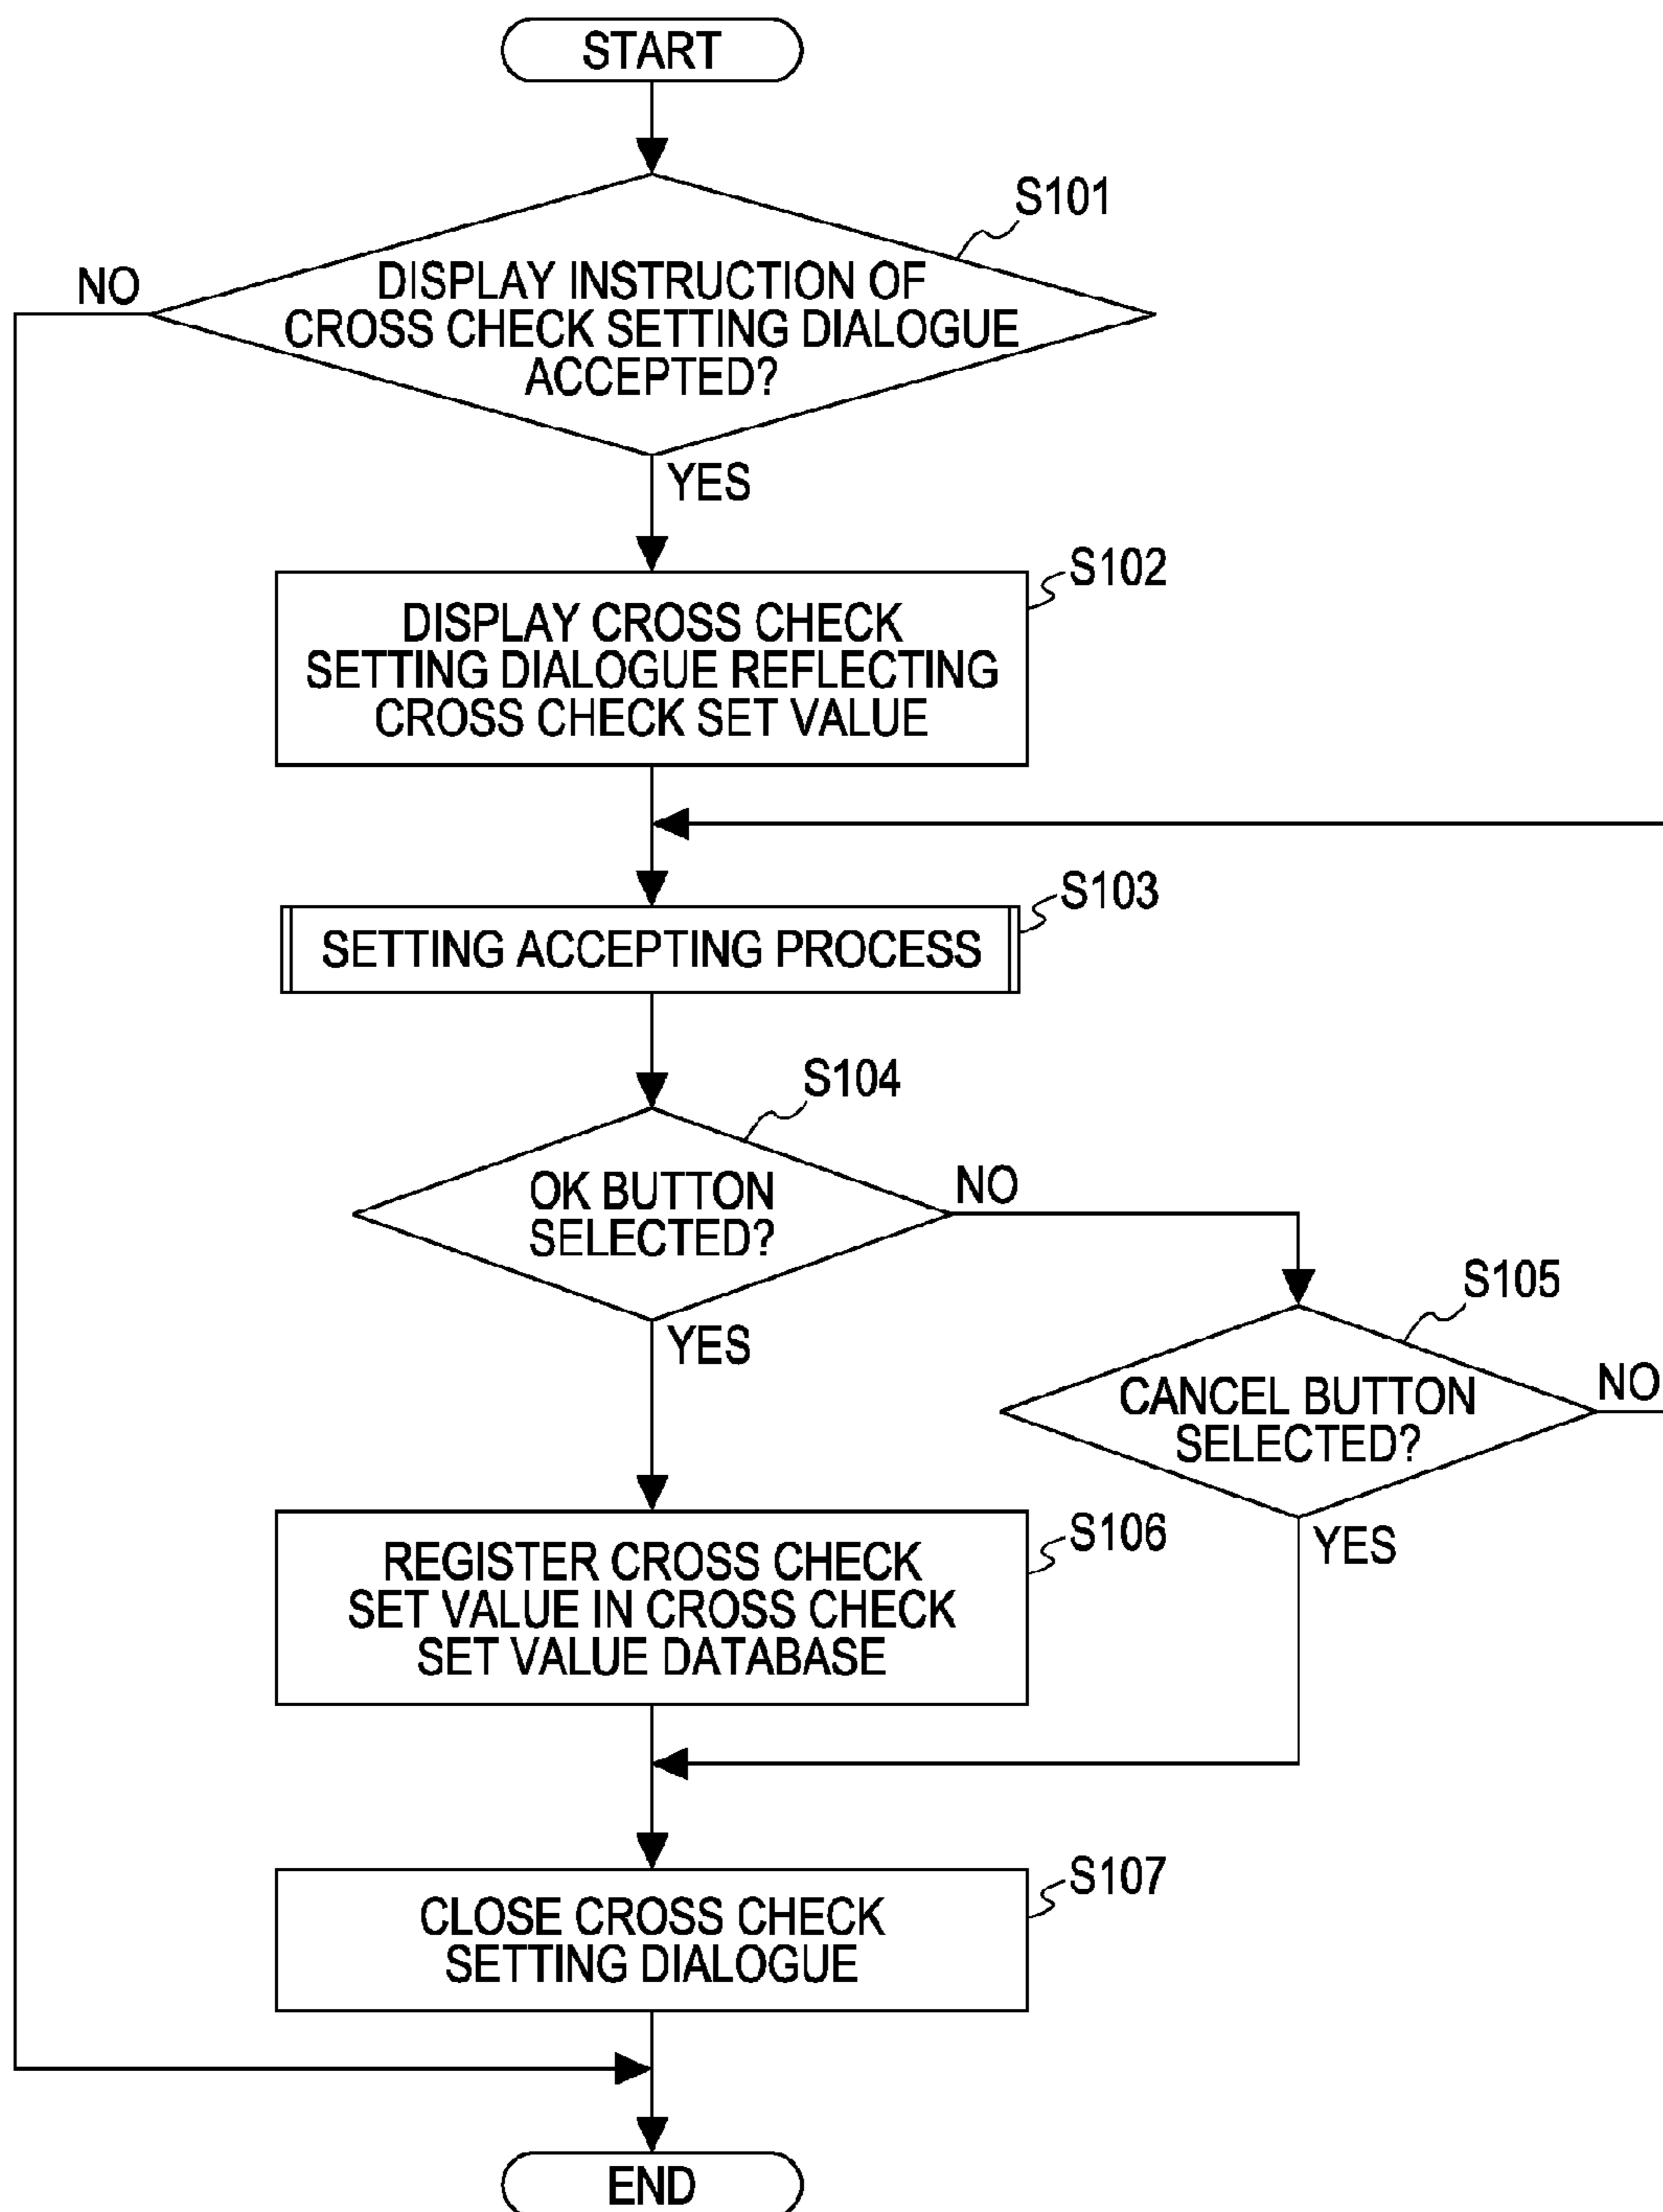 START
S101
NO
DISPLAY INSTRUCTION OF
CROSS CHECK SETTING DIALOGUE
ACCEPTED?
YES
S102
DISPLAY CROSS CHECK
SETTING DIALOGUE REFLECTING
CROSS CHECK SET VALUE
S103
SETTING ACCEPTING PROCESS
S104
OK BUTTON
SELECTED?
NO
YES
S105
CANCEL BUTTON
SELECTED?
NO
YES
S106
REGISTER CROSS CHECK
SET VALUE IN CROSS CHECK
SET VALUE DATABASE
S107
CLOSE CROSS CHECK
SETTING DIALOGUE
END